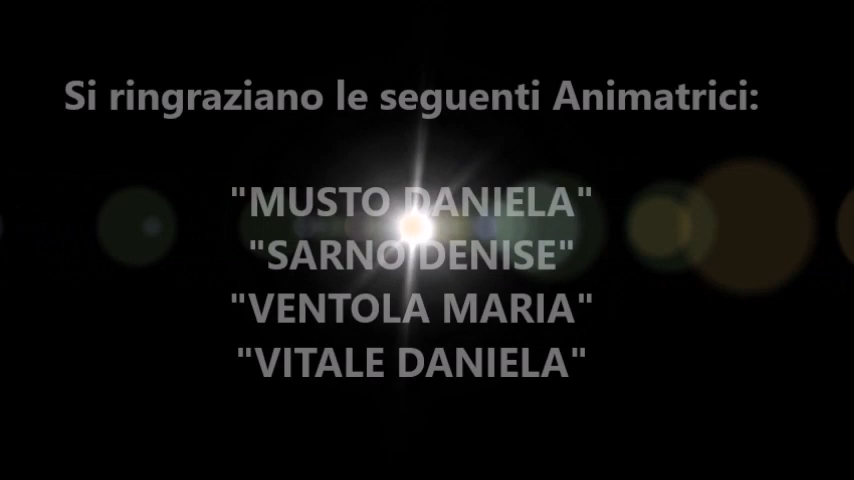 Si ringraziano le seguenti Animatrici:
"MUSTO DANIELA"
"SARNO DENISE"
"VENTOLA MARIA"
"VITALE DANIELA"